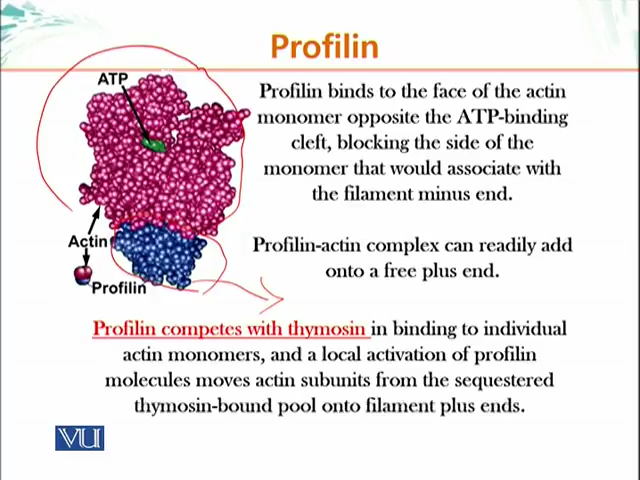 Profilin
ATP
Profilin binds to the face of the actin
monomer opposite the ATP-binding
cleft, blocking the side of the
monomer that would associate with
the filament minus end.
Actin
Profilin
Profilin-actin complex can readily add
onto a free plus end.
Profilin competes with thymosin in binding to individual
actin monomers, and a local activation of profilin
molecules moves actin subunits from the sequestered
thymosin-bound pool onto filament plus ends.
VU